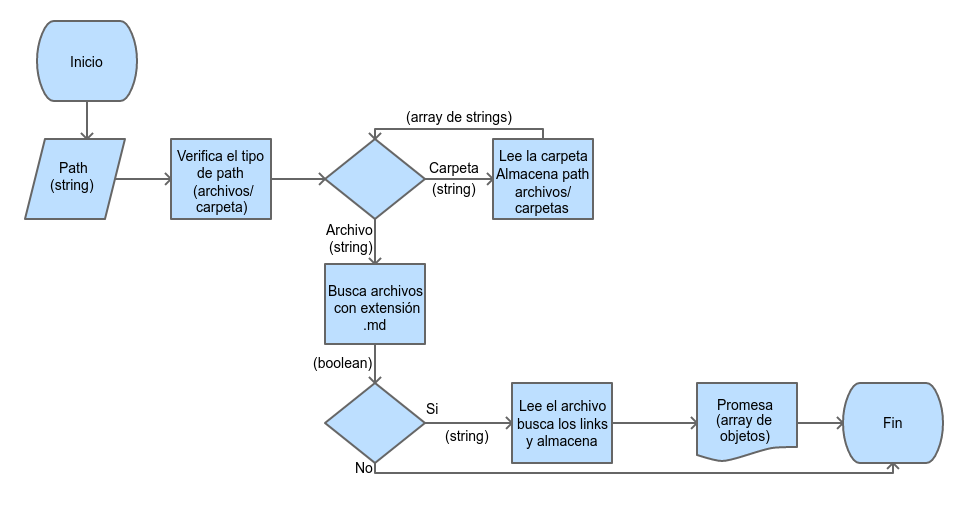 Inicio
(array de strings)
Path
(string)
Verifica el tipo
de path
(archivos/
carpeta)
Carpeta
(string)
Lee la carpeta
Almacena path
archivos/
carpetas
Archivo
(string)
Busca archivos
con extensión
.md
(boolean)
Si
(string)
Lee el archivo
busca los links
y almacena
Promesa
(array de
objetos)
Fin
No